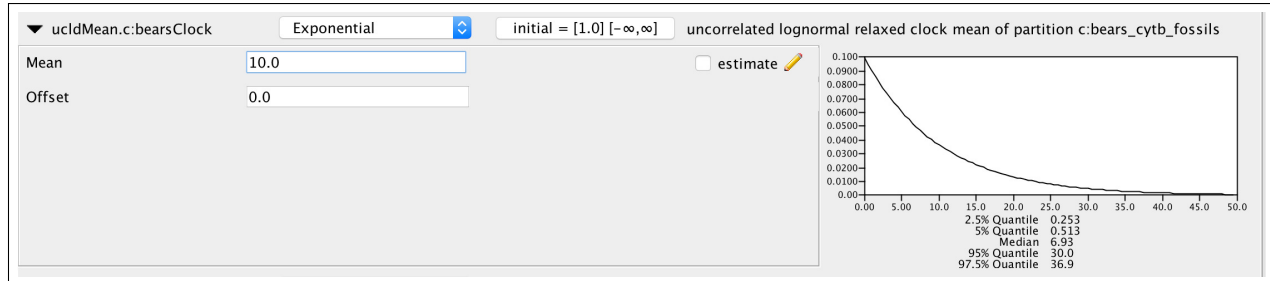 ▼ ucldMean.c:bearsClock Exponential initial = [1.0] [-∞,∞] uncorrelated lognormal relaxed clock mean of partition c:bears_cytb_fossils
Mean 10.0 estimate
Offset 0.0
0.100
0.0900
0.0800
0.0700
0.0600
0.0500
0.0400
0.0300
0.0200
0.0100
0.00
0.00 5.00 10.0 15.0 20.0 25.0 30.0 35.0 40.0 45.0 50.0
2.5% Quantile 0.253
5% Quantile 0.513
Median 6.93
95% Quantile 30.0
97.5% Quantile 36.9